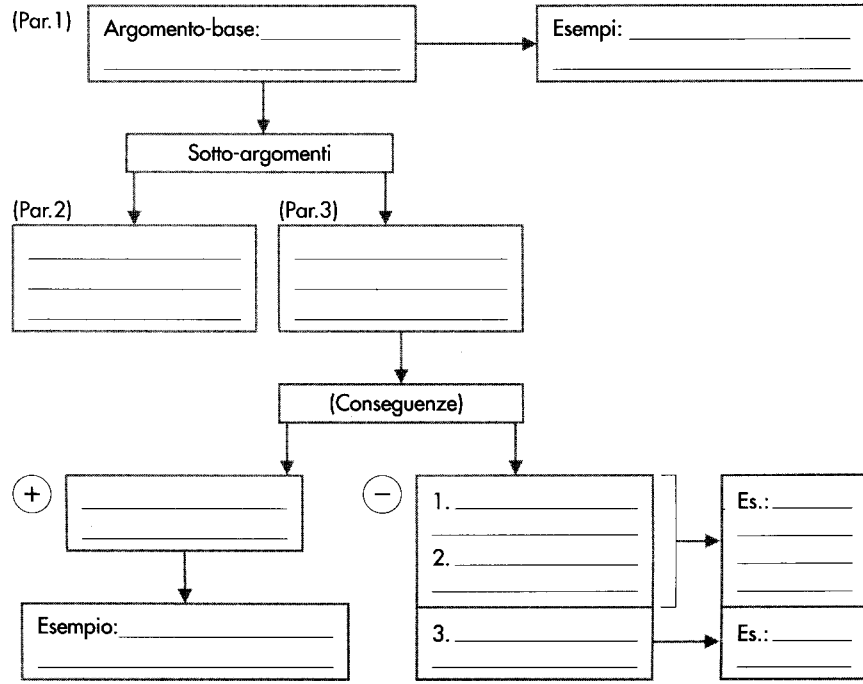 (Par.1)
Argomento-base:
Esempi:
Sotto-argomenti
(Par.2)
(Par.3)
(Conseguenze)
+
−
1.
2.
3.
Es.:
Es.:
Esempio: